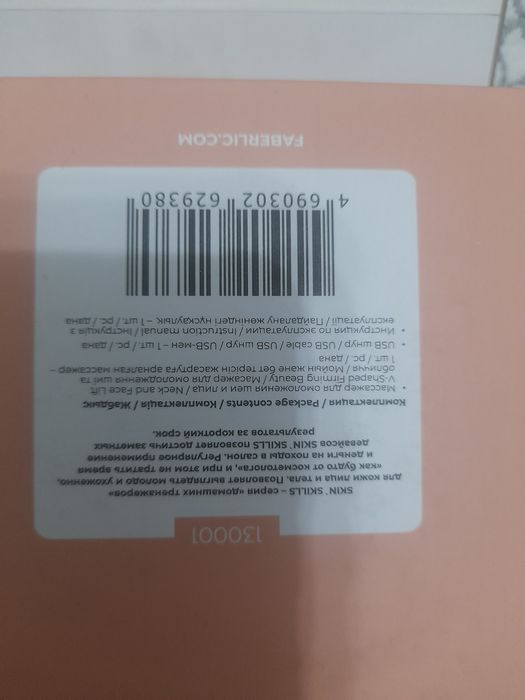 130001
SKIN`SKILLS – серия «домашних тренажеров»
для кожи лица и тела. Позволяет выглядеть молодо и ухоженно,
«как будто от косметолога», и при этом не тратить время
и деньги на походы в салон. Регулярное применение
девайсов SKIN`SKILLS позволяет достичь заметных
результатов за короткий срок.
Комплектация / Package contents / Комплектація / Жабдық:
• Массажер для омоложения шеи и лица / Neck and Face Lift
V-Shaped Firming Beauty / Масажер для омолодження шиї та
обличчя / Мойын және бет терісін жасартуға арналған массажер –
1 шт. / pc. / дана
• USB шнур / USB cable / USB шнур / USB-мен – 1 шт. / pc. / дана
• Инструкция по эксплуатации / Instruction manual / Інструкція з
експлуатації / Пайдалану жөніндегі нұсқаулық – 1 шт. / pc. / дана
4 690302 629380
FABERLIC.COM